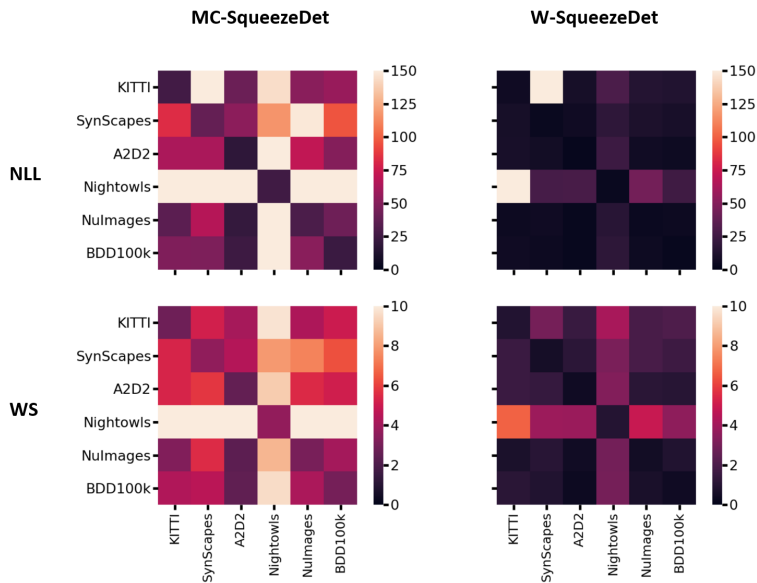 MC-SqueezeDet W-SqueezeDet
NLL
KITTI
SynScapes
A2D2
Nightowls
NuImages
BDD100k
150
125
100
75
50
25
0
150
125
100
75
50
25
0
WS
KITTI
SynScapes
A2D2
Nightowls
NuImages
BDD100k
10
8
6
4
2
0
10
8
6
4
2
0
KITTI
SynScapes
A2D2
Nightowls
NuImages
BDD100k
KITTI
SynScapes
A2D2
Nightowls
NuImages
BDD100k